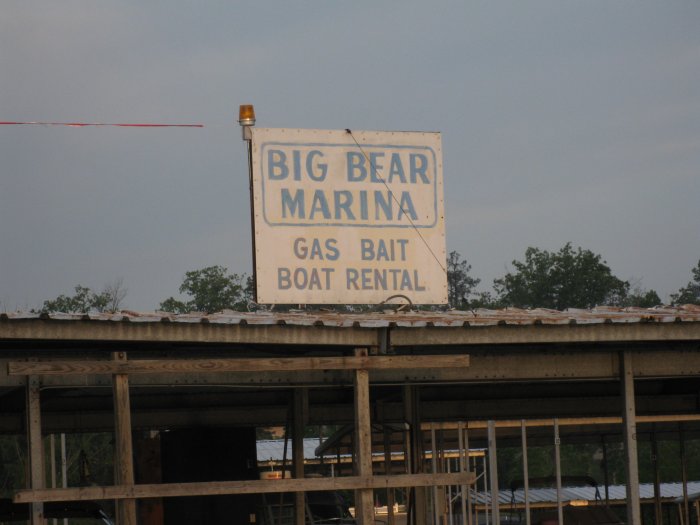 BIG BEAR
MARINA
GAS BAIT
BOAT RENTAL